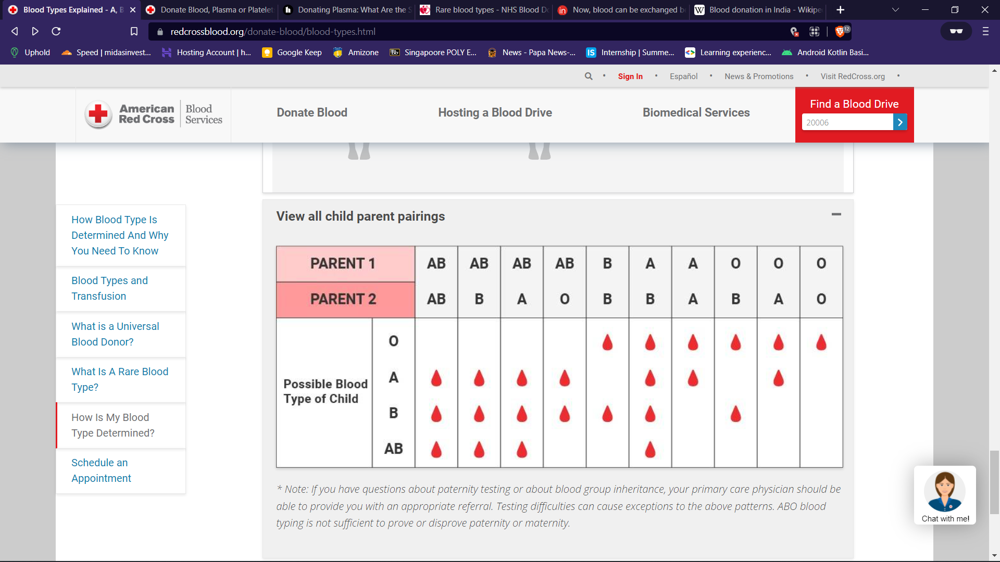 Blood Types Explained - A, B
Donate Blood, Plasma or Platelet
Donating Plasma: What Are the S
Rare blood types - NHS Blood Do
Now, blood can be exchanged b
Blood donation in India - Wikipe
redcrossblood.org/donate-blood/blood-types.html
12
Uphold
Speed | midasinvest...
Hosting Account | h...
Google Keep
Amizone
Bb
Singapoore POLY E...
News - Papa News-...
IS
Internship | Summe...
Learning experienc...
Android Kotlin Basi...
Sign In
Español
News & Promotions
Visit RedCross.org
American Red Cross
Blood Services
Donate Blood
Hosting a Blood Drive
Biomedical Services
Find a Blood Drive
20006
How Blood Type Is
Determined And Why
You Need To Know
Blood Types and
Transfusion
What is a Universal
Blood Donor?
What Is A Rare Blood
Type?
How Is My Blood
Type Determined?
Schedule an
Appointment
View all child parent pairings
PARENT 1 AB AB AB AB B A A O O O
PARENT 2 AB B A O B B A B A O
Possible Blood
Type of Child
O
A
B
AB
* Note: If you have questions about paternity testing or about blood group inheritance, your primary care physician should be
able to provide you with an appropriate referral. Testing difficulties can cause exceptions to the above patterns. ABO blood
typing is not sufficient to prove or disprove paternity or maternity.
Chat with me!